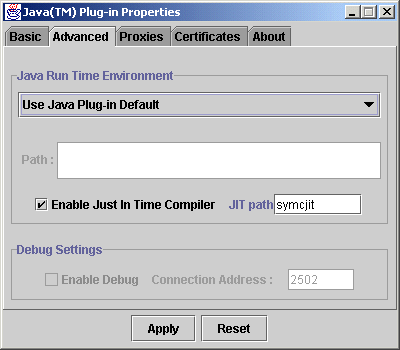 Java(TM) Plug-in Properties
Basic Advanced Proxies Certificates About
Java Run Time Environment
Use Java Plug-in Default
Path :
Enable Just In Time Compiler JIT path symcjit
Debug Settings
Enable Debug Connection Address : 2502
Apply Reset